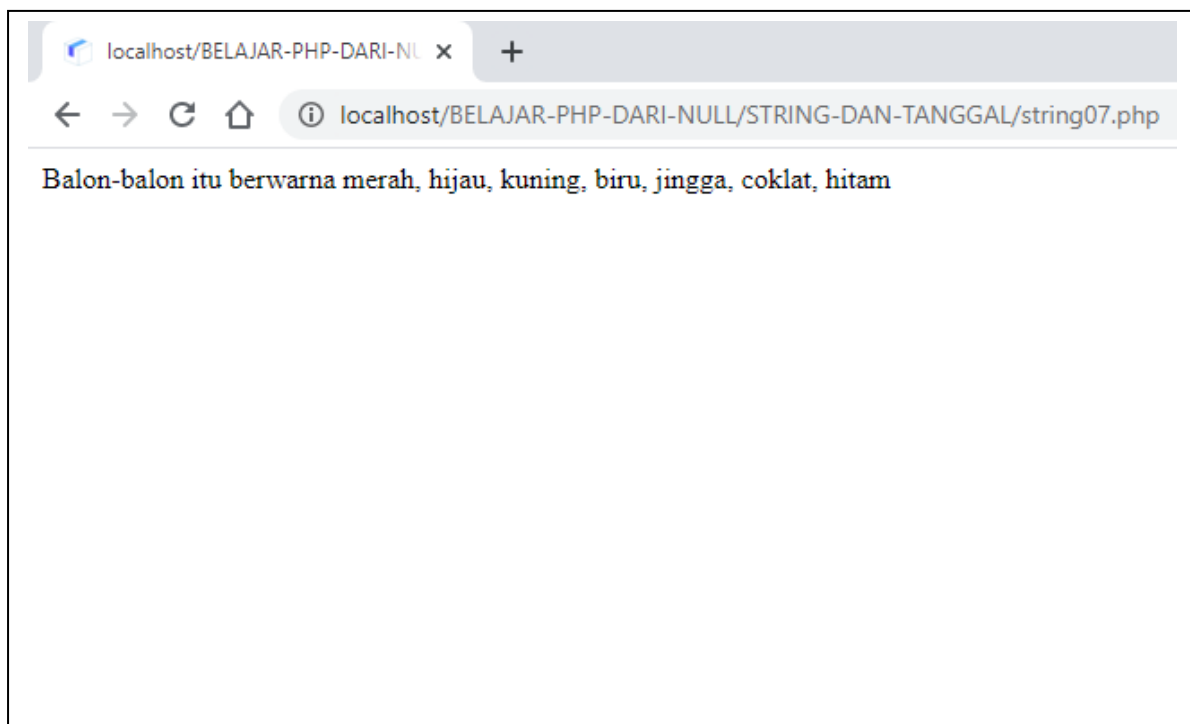 localhost/BELAJAR-PHP-DARI-NU
localhost/BELAJAR-PHP-DARI-NULL/STRING-DAN-TANGGAL/string07.php
Balon-balon itu berwarna merah, hijau, kuning, biru, jingga, coklat, hitam